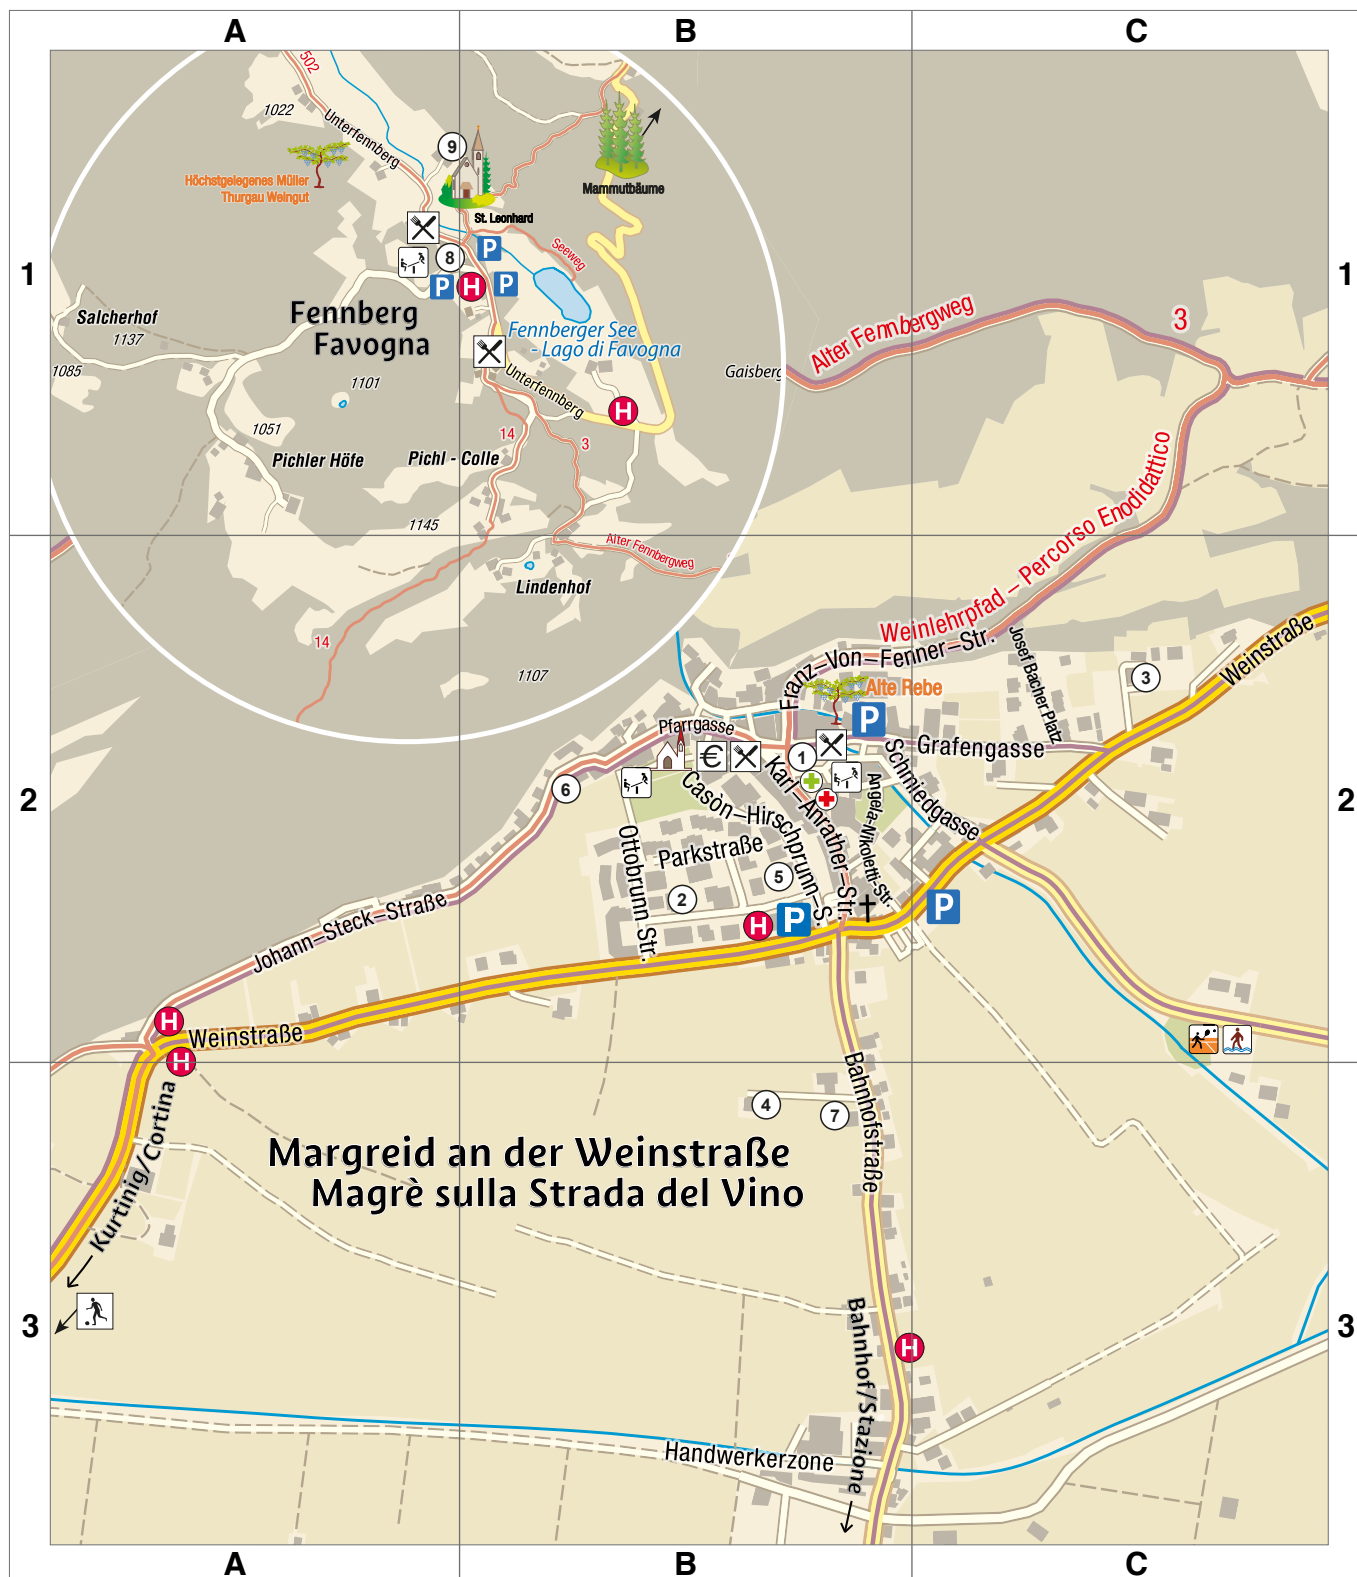 A
B
C
502
1022
Unterfennberg
9
Höchstgelegenes Müller
Thurgau Weingut
Mammutbäume
St. Leonhard
8
P
Seeweg
P
H
P
1
1
Fennberg
Favogna
Salcherhof
1137
1085
Fennberger See
- Lago di Favogna
Gaisberg
Alter Fennbergweg
3
1101
Unterfennberg
H
1051
Pichler Höfe
Pichl - Colle
14
3
1145
Weinlehrpfad – Percorso Enodidattico
Alter Fennbergweg
Lindenhof
14
1107
Franz–Von–Fenner–Str.
Josef Bacher Platz
Weinstraße
3
Alte Rebe
P
Pfarrgasse
Grafengasse
Schmiedgasse
€
1
6
2
2
Casòn–Hirschprunn–S.
Karl–Anrather–Str.
Angela-Nikoletti-Str.
Ottobrunn Str.
Parkstraße
5
2
H
P
P
Johann–Steck–Straße
H
Weinstraße
H
Kurtinig/Cortina
Bahnhofstraße
4
7
Margreid an der Weinstraße
Magrè sulla Strada del Vino
3
3
Bahnhof/Stazione
H
Handwerkerzone
A
B
C